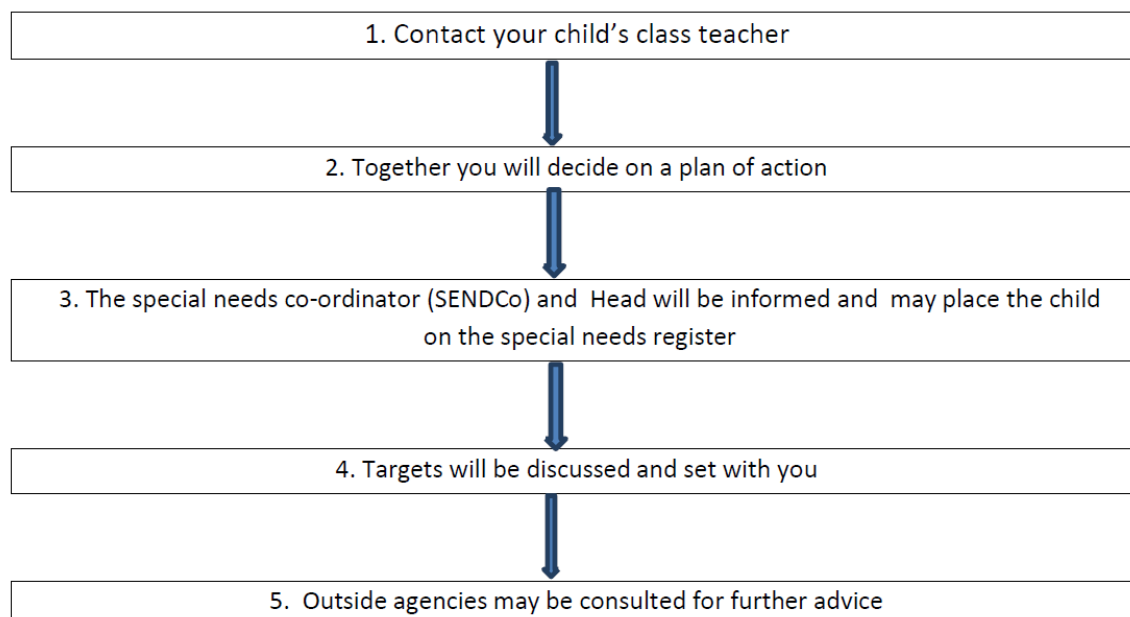 1. Contact your child’s class teacher
2. Together you will decide on a plan of action
3. The special needs co-ordinator (SENDCo) and Head will be informed and may place the child
on the special needs register
4. Targets will be discussed and set with you
5. Outside agencies may be consulted for further advice